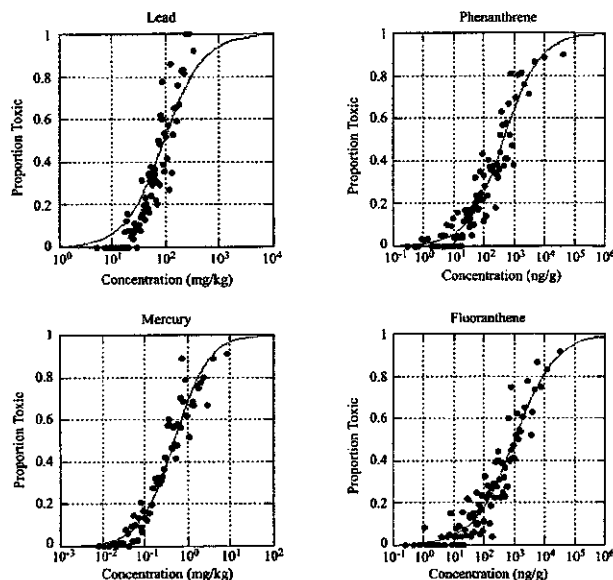 Lead
Proportion Toxic
1
0.8
0.6
0.4
0.2
0
10⁰ 10¹ 10² 10³ 10⁴
Concentration (mg/kg)
Phenanthrene
Proportion Toxic
1
0.8
0.6
0.4
0.2
0
10⁻¹ 10⁰ 10¹ 10² 10³ 10⁴ 10⁵ 10⁶
Concentration (ng/g)
Mercury
Proportion Toxic
1
0.8
0.6
0.4
0.2
0
10⁻³ 10⁻² 10⁻¹ 10⁰ 10¹ 10²
Concentration (mg/kg)
Fluoranthene
Proportion Toxic
1
0.8
0.6
0.4
0.2
0
10⁻¹ 10⁰ 10¹ 10² 10³ 10⁴ 10⁵ 10⁶
Concentration (ng/g)